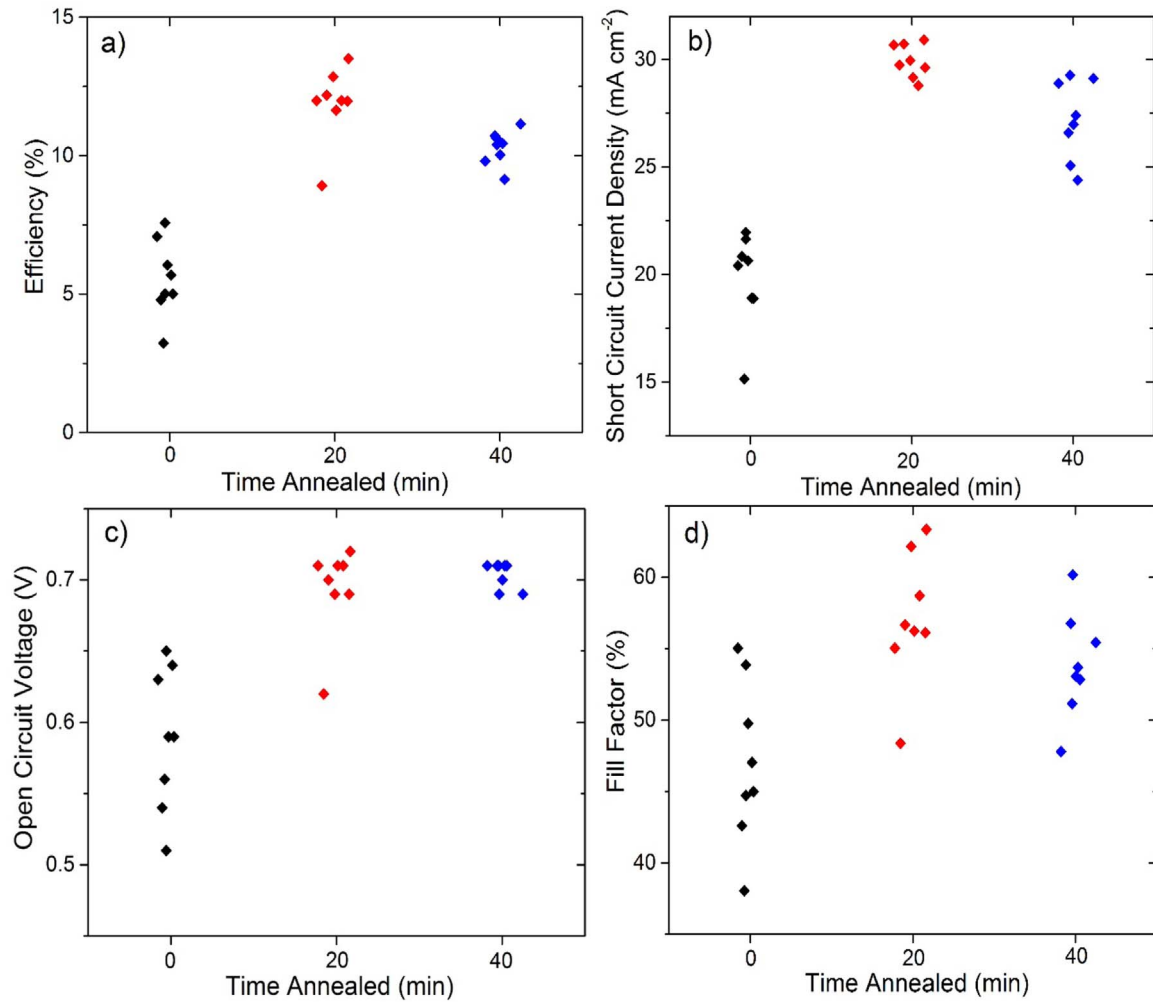 a)
15
10
5
0
Efficiency (%)
0 20 40
Time Annealed (min)
b)
30
25
20
15
Short Circuit Current Density (mA cm⁻²)
0 20 40
Time Annealed (min)
c)
0.7
0.6
0.5
Open Circuit Voltage (V)
0 20 40
Time Annealed (min)
d)
60
50
40
Fill Factor (%)
0 20 40
Time Annealed (min)